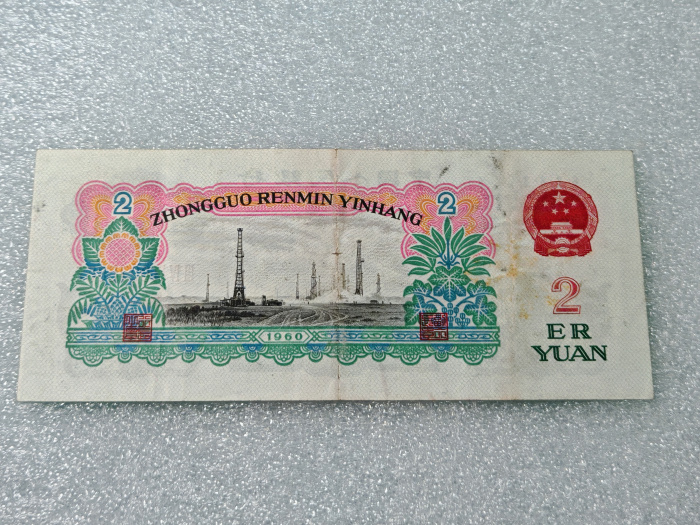 2
ZHONGGUO RENMIN YINHANG
2
1960
2
ER
YUAN